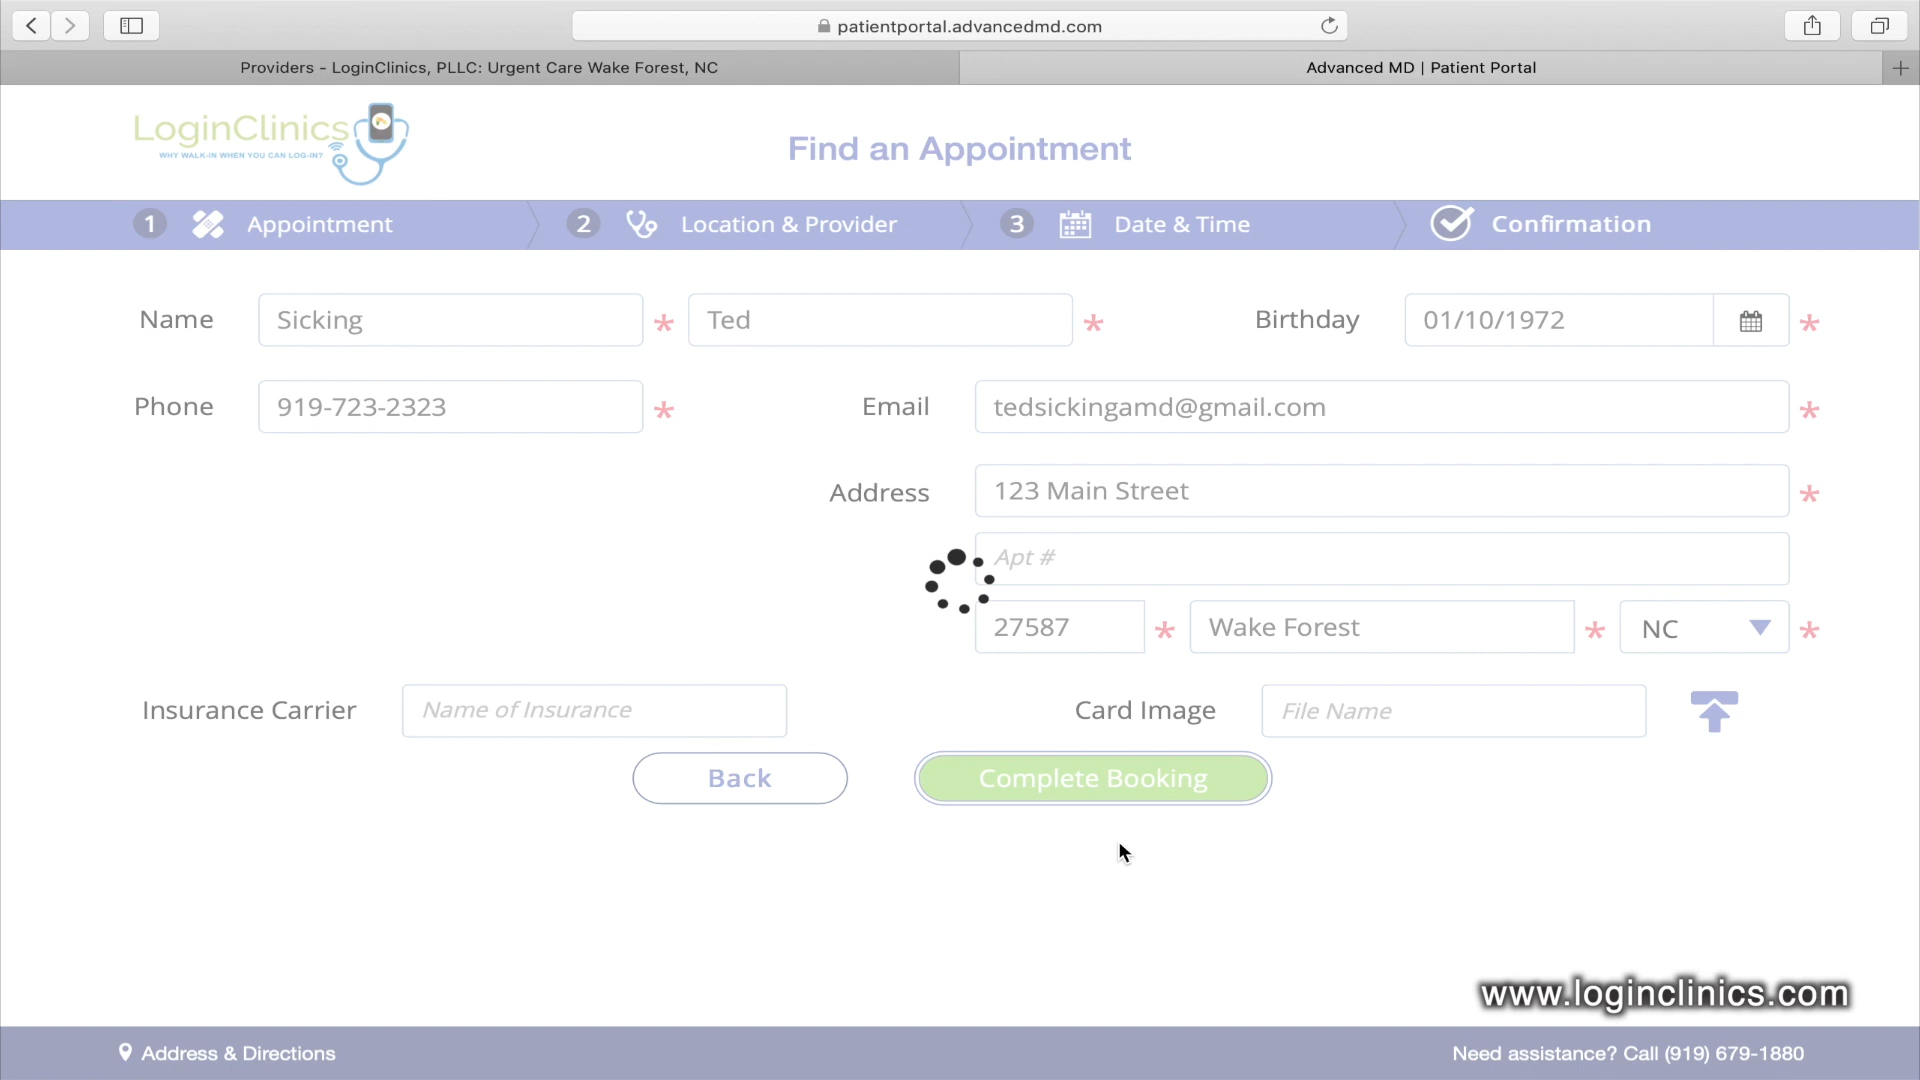 patientportal.advancedmd.com
Providers - LoginClinics, PLLC: Urgent Care Wake Forest, NC
Advanced MD | Patient Portal
LoginClinics
WHY WALK-IN WHEN YOU CAN LOG-IN?
Find an Appointment
1 Appointment
2 Location & Provider
3 Date & Time
Confirmation
Name Sicking * Ted * Birthday 01/10/1972 *
Phone 919-723-2323 * Email tedsickingamd@gmail.com *
Address 123 Main Street *
Apt #
27587 * Wake Forest * NC *
Insurance Carrier Name of Insurance Card Image File Name
Back Complete Booking
www.loginclinics.com
Address & Directions Need assistance? Call (919) 679-1880